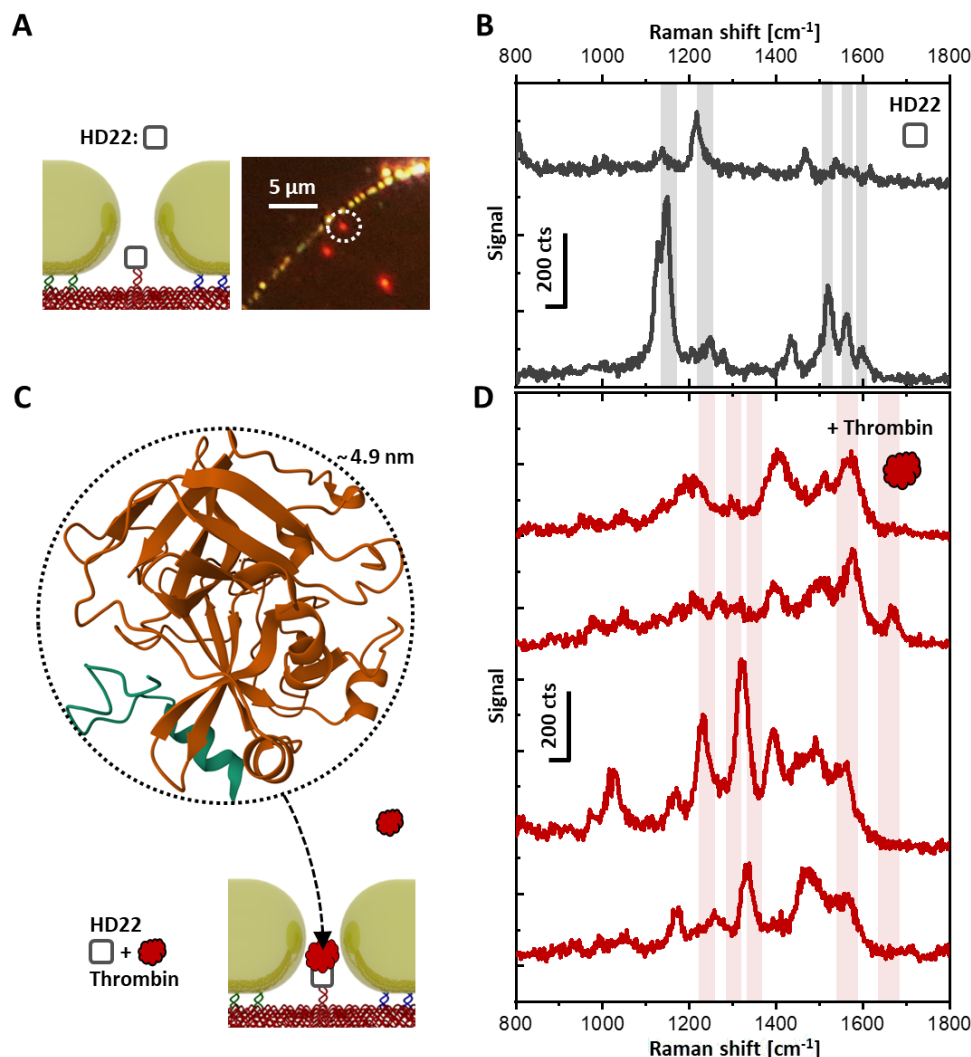 A
HD22:
5 μm
B
Raman shift [cm⁻¹]
800 1000 1200 1400 1600 1800
HD22
Signal
200 cts
C
~4.9 nm
HD22
+
Thrombin
D
+ Thrombin
Signal
200 cts
800 1000 1200 1400 1600 1800
Raman shift [cm⁻¹]